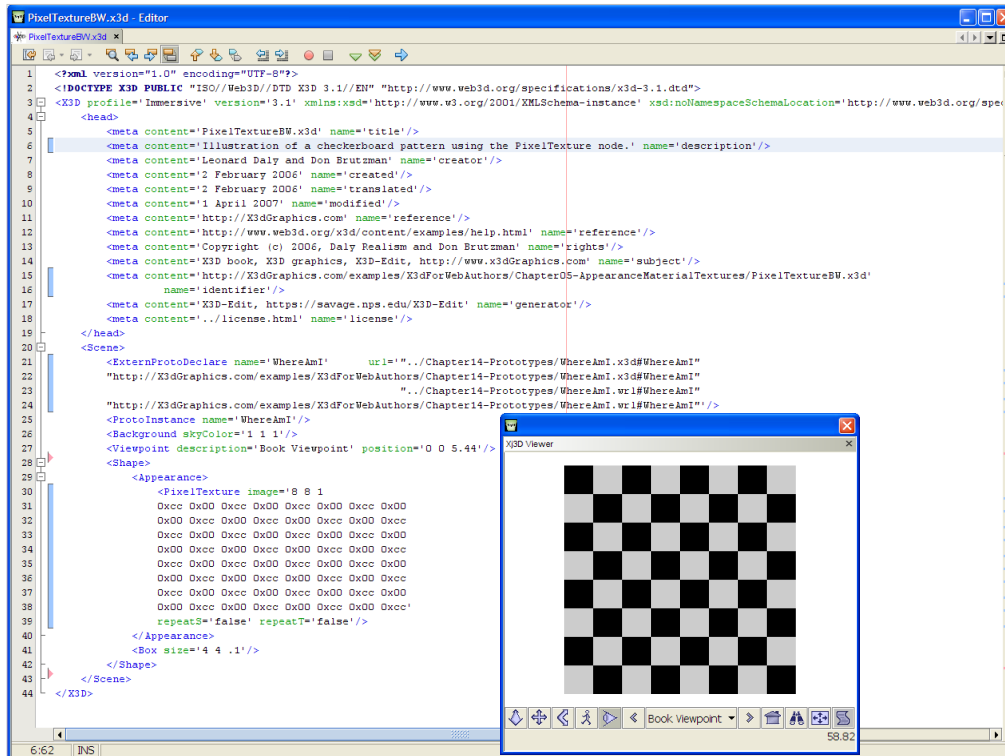 PixelTextureBW.x3d - Editor
PixelTextureBW.x3d
1 <?xml version="1.0" encoding="UTF-8"?>
2 <!DOCTYPE X3D PUBLIC "ISO//Web3D//DTD X3D 3.1//EN" "http://www.web3d.org/specifications/x3d-3.1.dtd">
3 <X3D profile='Immersive' version='3.1' xmlns:xsd='http://www.w3.org/2001/XMLSchema-instance' xsd:noNamespaceSchemaLocation='http://www.web3d.org/spec
4 <head>
5 <meta content='PixelTextureBW.x3d' name='title'/>
6 <meta content='Illustration of a checkerboard pattern using the PixelTexture node.' name='description'/>
7 <meta content='Leonard Daly and Don Brutzman' name='creator'/>
8 <meta content='2 February 2006' name='created'/>
9 <meta content='2 February 2006' name='translated'/>
10 <meta content='1 April 2007' name='modified'/>
11 <meta content='http://X3dGraphics.com' name='reference'/>
12 <meta content='http://www.web3d.org/x3d/content/examples/help.html' name='reference'/>
13 <meta content='Copyright (c) 2006, Daly Realism and Don Brutzman' name='rights'/>
14 <meta content='X3D book, X3D graphics, X3D-Edit, http://www.x3dGraphics.com' name='subject'/>
15 <meta content='http://X3dGraphics.com/examples/X3dForWebAuthors/Chapter05-AppearanceMaterialTextures/PixelTextureBW.x3d'
16 name='identifier'/>
17 <meta content='X3D-Edit, https://savage.nps.edu/X3D-Edit' name='generator'/>
18 <meta content='../license.html' name='license'/>
19 </head>
20 <Scene>
21 <ExternProtoDeclare name='WhereAmI' url='"../Chapter14-Prototypes/WhereAmI.x3d#WhereAmI"
22 "http://X3dGraphics.com/examples/X3dForWebAuthors/Chapter14-Prototypes/WhereAmI.x3d#WhereAmI"
23 "../Chapter14-Prototypes/WhereAmI.wrl#WhereAmI"
24 "http://X3dGraphics.com/examples/X3dForWebAuthors/Chapter14-Prototypes/WhereAmI.wrl#WhereAmI"'/>
25 <ProtoInstance name='WhereAmI'/>
26 <Background skyColor='1 1 1'/>
27 <Viewpoint description='Book Viewpoint' position='0 0 5.44'/>
28 <Shape>
29 <Appearance>
30 <PixelTexture image='8 8 1
31 0xcc 0x00 0xcc 0x00 0xcc 0x00 0xcc 0x00
32 0x00 0xcc 0x00 0xcc 0x00 0xcc 0x00 0xcc
33 0xcc 0x00 0xcc 0x00 0xcc 0x00 0xcc 0x00
34 0x00 0xcc 0x00 0xcc 0x00 0xcc 0x00 0xcc
35 0xcc 0x00 0xcc 0x00 0xcc 0x00 0xcc 0x00
36 0x00 0xcc 0x00 0xcc 0x00 0xcc 0x00 0xcc
37 0xcc 0x00 0xcc 0x00 0xcc 0x00 0xcc 0x00
38 0x00 0xcc 0x00 0xcc 0x00 0xcc 0x00 0xcc'
39 repeatS='false' repeatT='false'/>
40 </Appearance>
41 <Box size='4 4 .1'/>
42 </Shape>
43 </Scene>
44 </X3D>
Xj3D Viewer
Book Viewpoint
58.82
6:62 INS